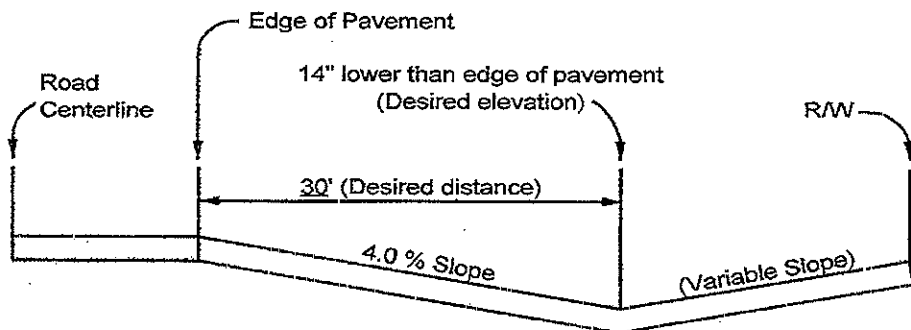 Edge of Pavement
Road
Centerline
14" lower than edge of pavement
(Desired elevation)
R/W
30' (Desired distance)
4.0 % Slope
(Variable Slope)